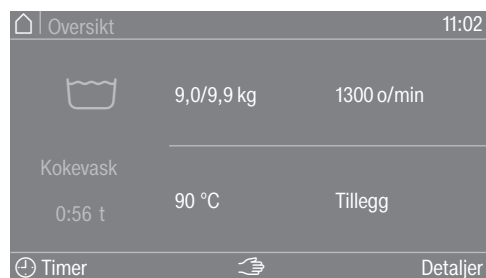 Oversikt 11:02
9,0/9,9 kg 1300 o/min
Kokevask
0:56 t
90 °C Tillegg
Timer Detaljer